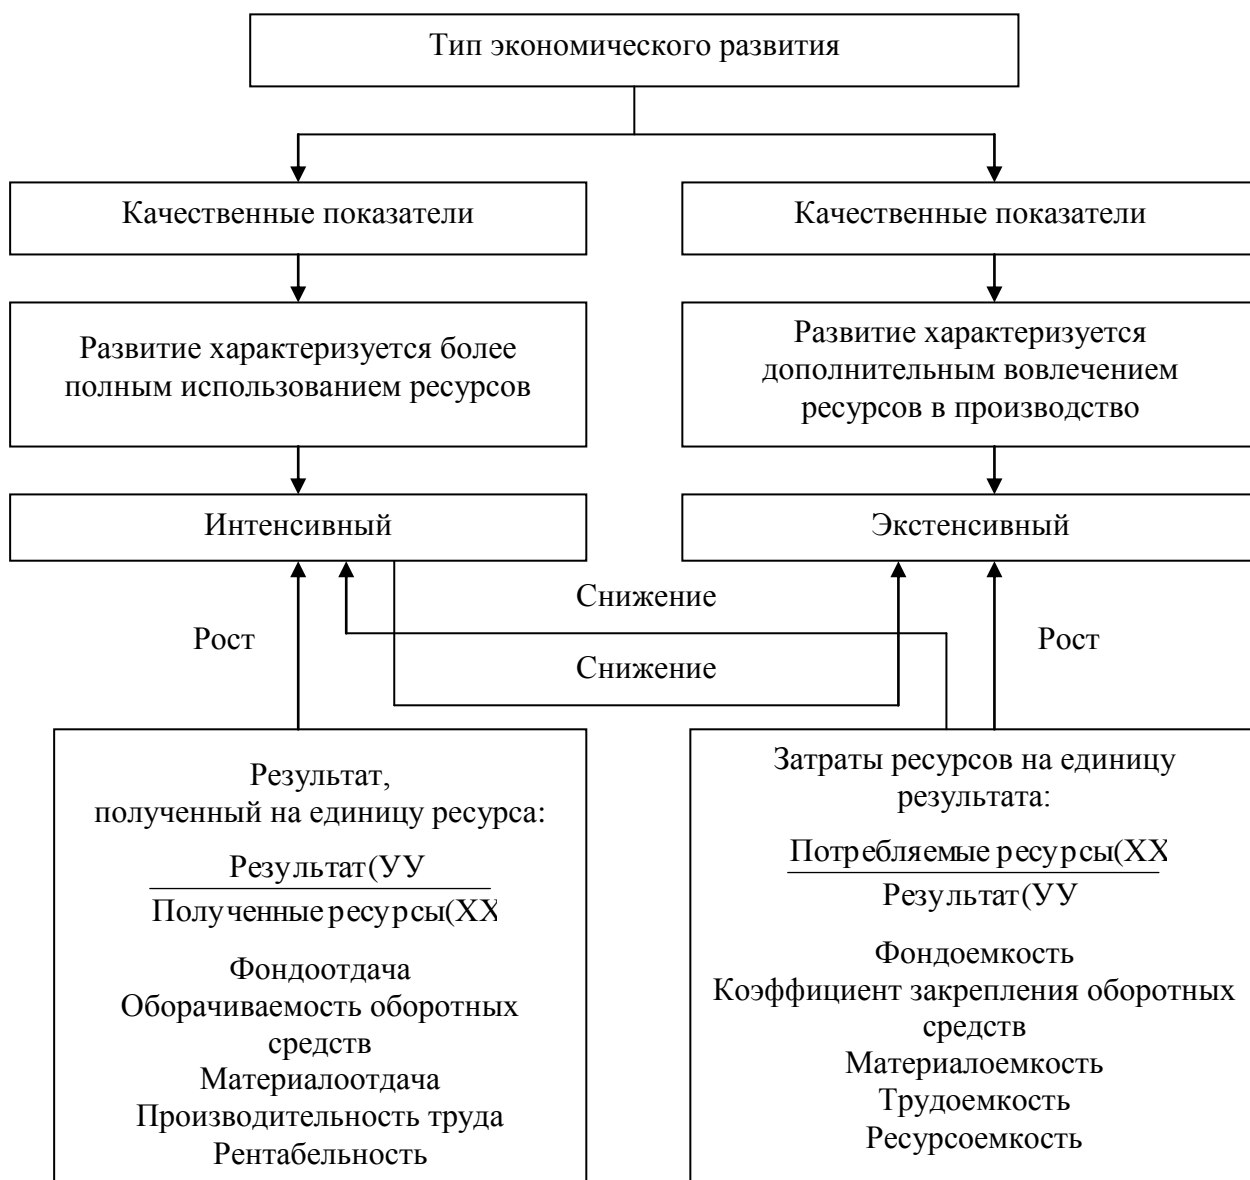 Тип экономического развития
Качественные показатели
Качественные показатели
Развитие характеризуется более
полным использованием ресурсов
Развитие характеризуется
дополнительным вовлечением
ресурсов в производство
Интенсивный
Экстенсивный
Снижение
Рост
Рост
Снижение
Результат,
полученный на единицу ресурса:
Результат(УУ
Полученные ресурсы(ХХ
Фондоотдача
Оборачиваемость оборотных
средств
Материалоотдача
Производительность труда
Рентабельность
Затраты ресурсов на единицу
результата:
Потребляемые ресурсы(ХХ
Результат(УУ
Фондоемкость
Коэффициент закрепления оборотных
средств
Материалоемкость
Трудоемкость
Ресурсоемкость